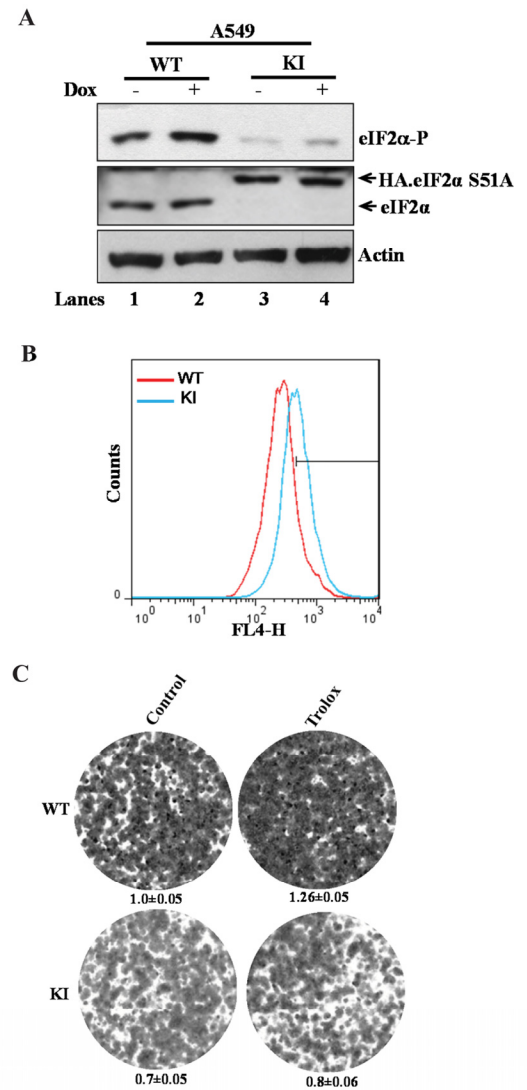 A
A549
WT KI
Dox - + - +
eIF2α-P
HA.eIF2α S51A
eIF2α
Actin
Lanes 1 2 3 4
B
WT
KI
Counts
0
10^0 10^1 10^2 10^3 10^4
FL4-H
C
Control Trolox
WT
1.0±0.05 1.26±0.05
KI
0.7±0.05 0.8±0.06